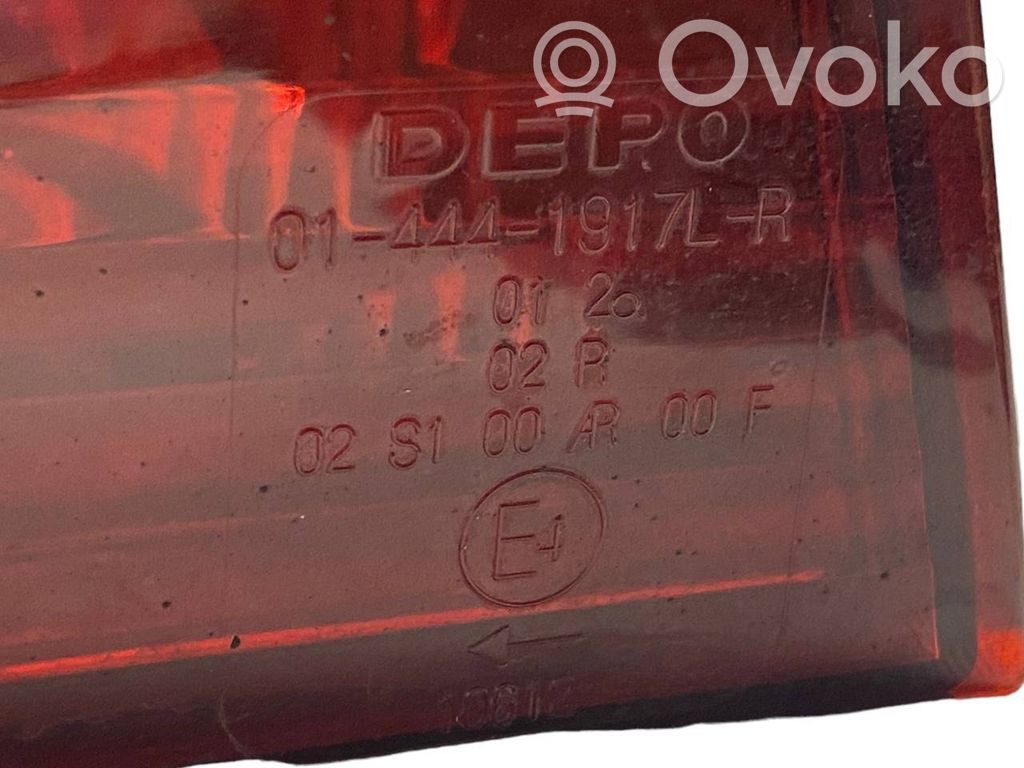 Ovoko
DEPO
01-444-1917L-R
01 2a
02 R
02 S1 00 AR 00 F
E4
←